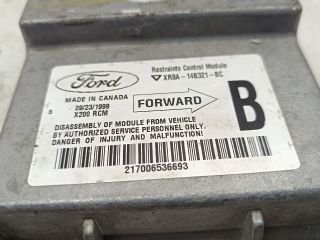 Restraints Control Module
Ford
XR8A-14B321-BC
MADE IN CANADA
09/23/1999
X200 RCM
FORWARD
B
S
DISASSEMBLY OF MODULE FROM VEHICLE
BY AUTHORIZED SERVICE PERSONNEL ONLY.
DANGER OF INJURY AND MALFUNCTION!
217006536693